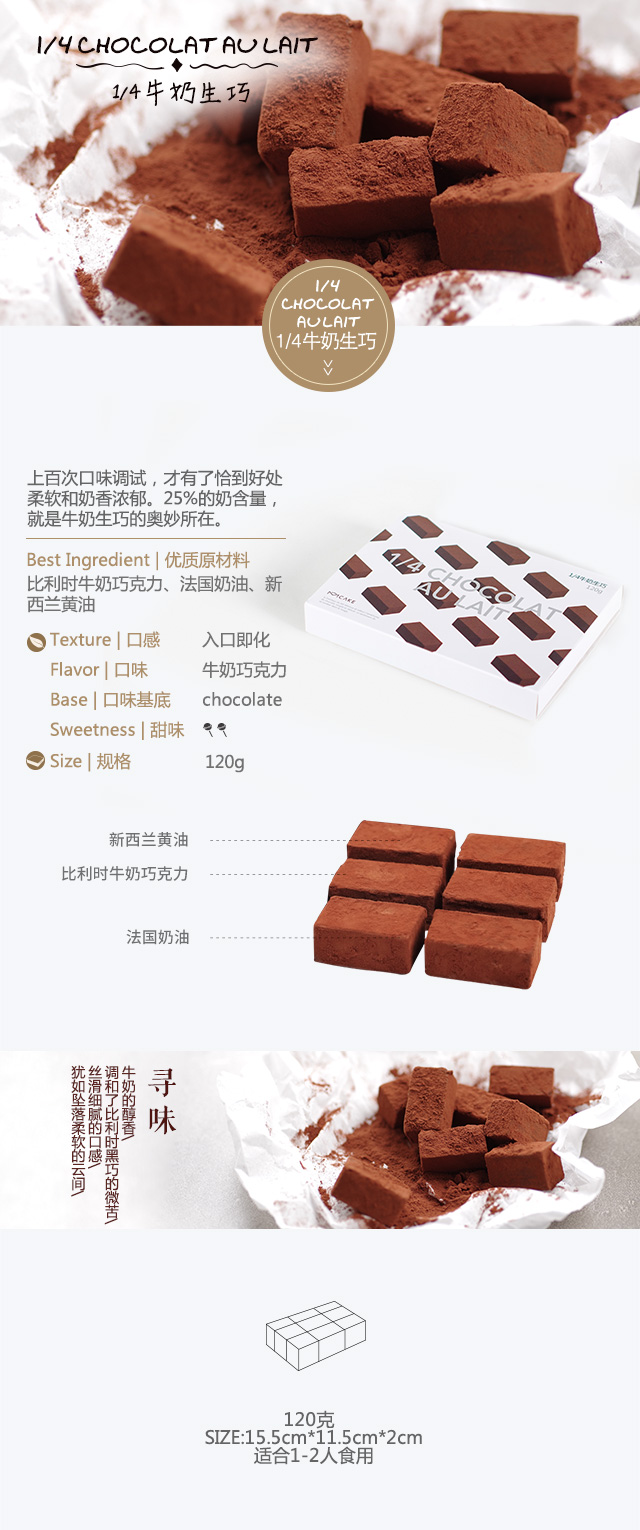 1/4 CHOCOLAT AU LAIT
1/4牛奶生巧
1/4
CHOCOLAT
AU LAIT
1/4牛奶生巧
上百次口味调试，才有了恰到好处
柔软和奶香浓郁。25%的奶含量，
就是牛奶生巧的奥妙所在。
Best Ingredient | 优质原材料
比利时牛奶巧克力、法国奶油、新
西兰黄油
Texture | 口感 入口即化
Flavor | 口味 牛奶巧克力
Base | 口味基底 chocolate
Sweetness | 甜味
Size | 规格 120g
1/4 CHOCOLAT
AU LAIT
1/4牛奶生巧
120g
新西兰黄油
比利时牛奶巧克力
法国奶油
寻味
牛奶的醇香\
调和了比利时黑巧的微苦\
丝滑细腻的口感\
犹如坠落柔软的云间\
120克
SIZE:15.5cm*11.5cm*2cm
适合1-2人食用